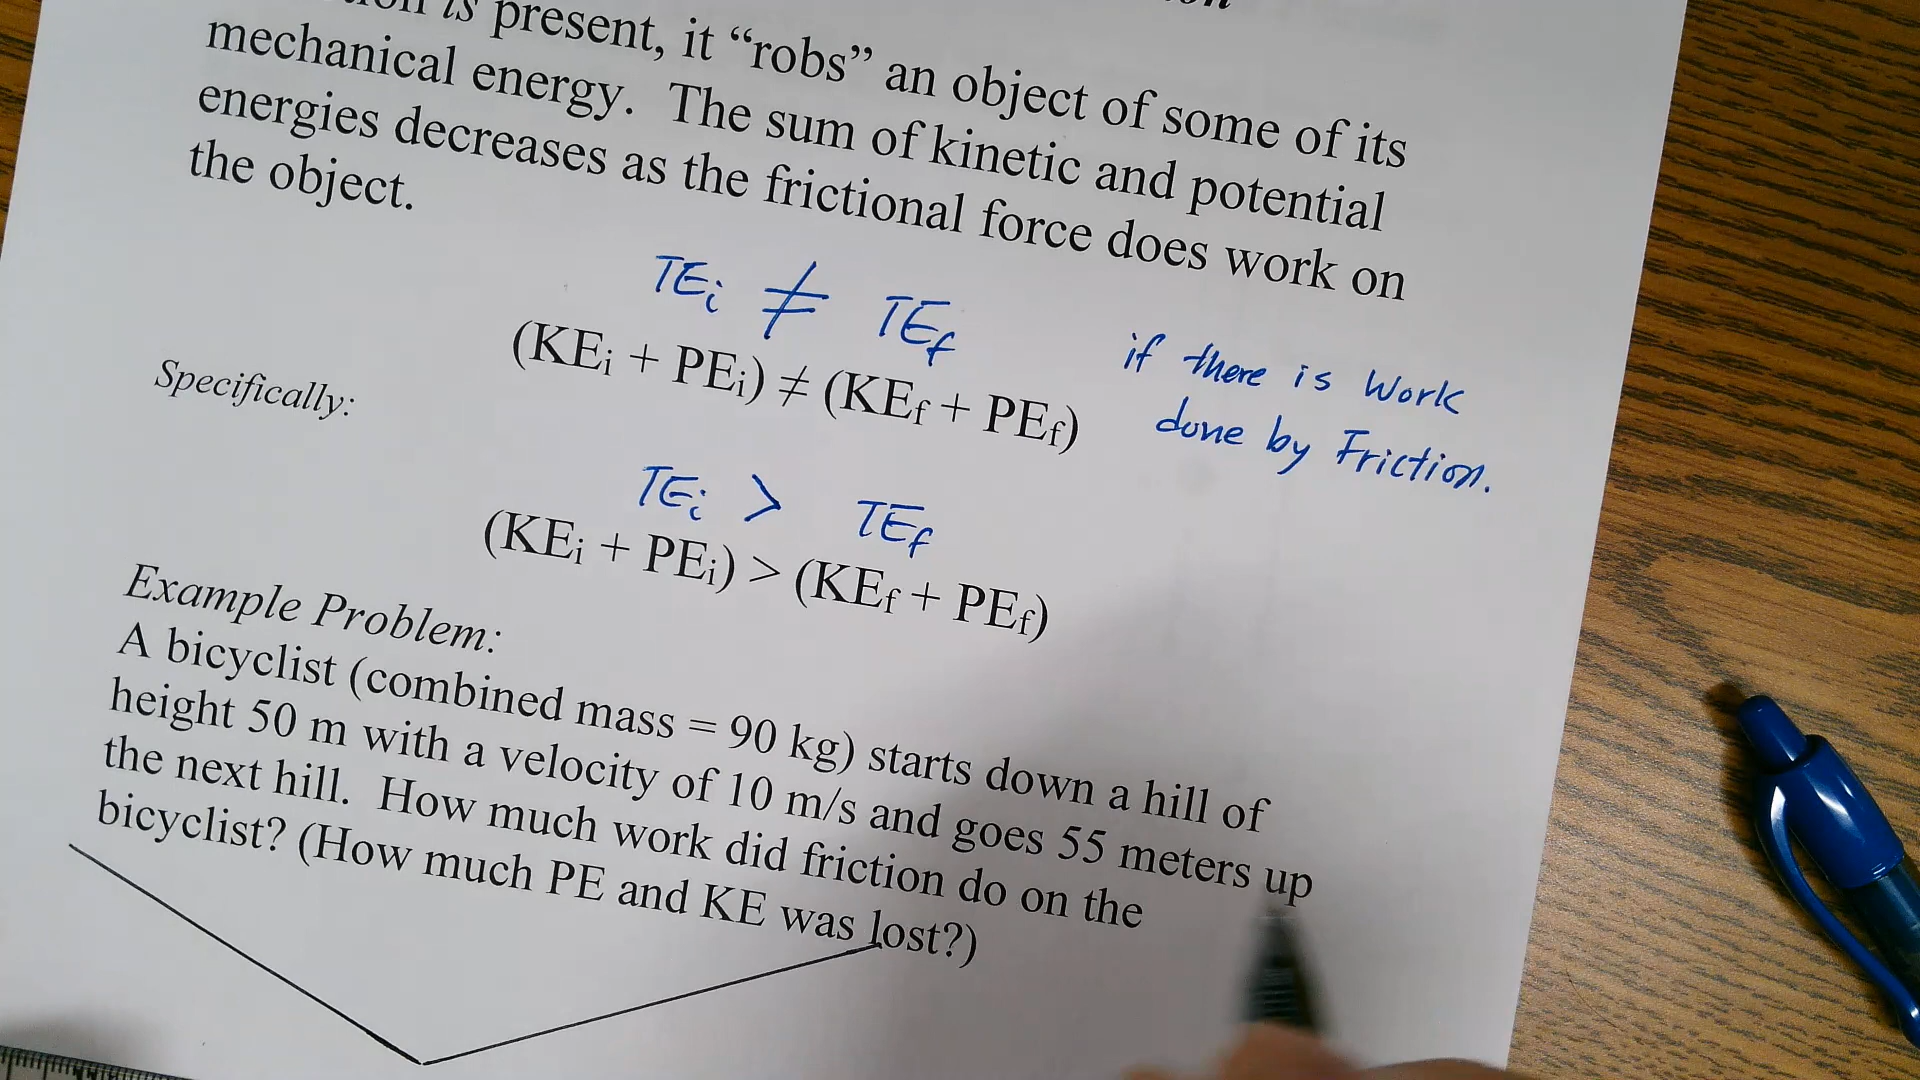 is present, it “robs” an object of some of its
mechanical energy. The sum of kinetic and potential
energies decreases as the frictional force does work on
the object.
TEi ≠ TEf
(KEi + PEi) ≠ (KEf + PEf)
if there is Work
done by Friction.
Specifically:
TEi > TEf
(KEi + PEi) > (KEf + PEf)
Example Problem:
A bicyclist (combined mass = 90 kg) starts down a hill of
height 50 m with a velocity of 10 m/s and goes 55 meters up
the next hill. How much work did friction do on the
bicyclist? (How much PE and KE was lost?)